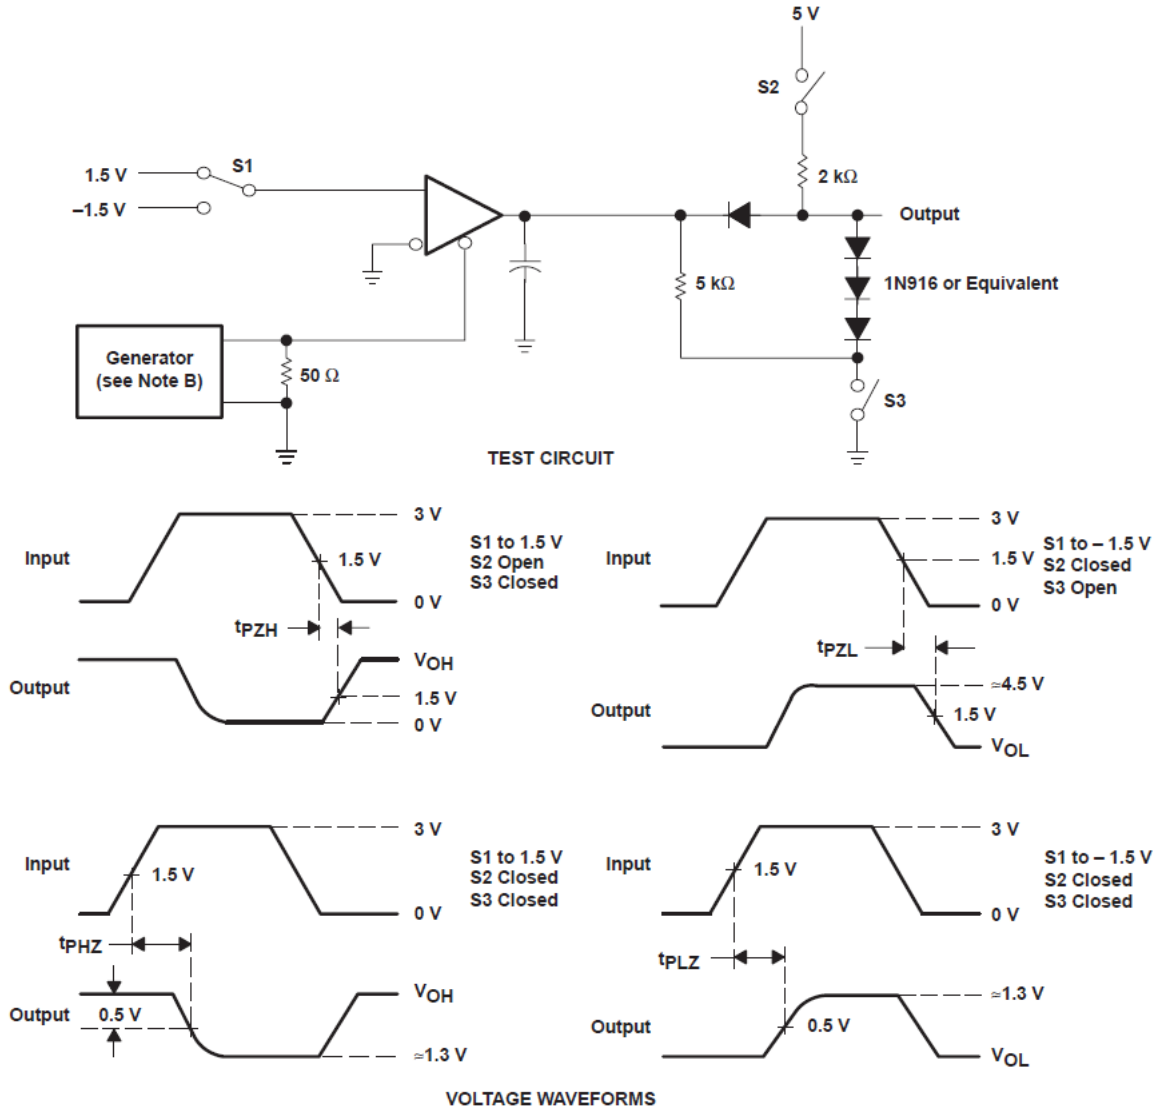 5 V
S2
2 kΩ
1.5 V
S1
–1.5 V
Output
5 kΩ
1N916 or Equivalent
Generator
(see Note B)
50 Ω
S3
TEST CIRCUIT
Input
3 V
1.5 V
0 V
S1 to 1.5 V
S2 Open
S3 Closed
tPZH
Output
VOH
1.5 V
0 V
Input
3 V
1.5 V
0 V
S1 to – 1.5 V
S2 Closed
S3 Open
tPZL
Output
≈4.5 V
1.5 V
VOL
Input
3 V
1.5 V
0 V
S1 to 1.5 V
S2 Closed
S3 Closed
tPHZ
Output
0.5 V
VOH
≈1.3 V
Input
3 V
1.5 V
0 V
S1 to – 1.5 V
S2 Closed
S3 Closed
tPLZ
Output
≈1.3 V
0.5 V
VOL
VOLTAGE WAVEFORMS